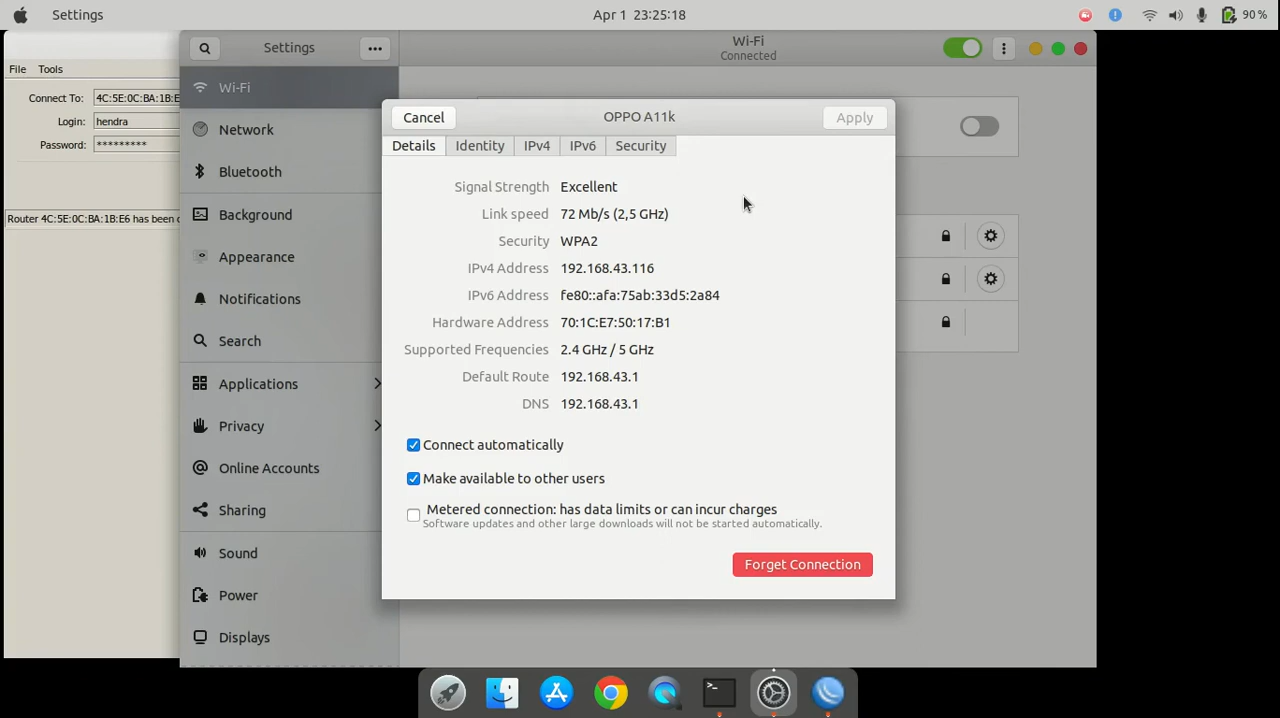 Settings
Apr 1 23:25:18
90 %
File Tools
Connect To: 4C:5E:0C:BA:1B:E
Login: hendra
Password: *********
Router 4C:5E:0C:BA:1B:E6 has been
Settings
Wi-Fi
Connected
Wi-Fi
Network
Bluetooth
Background
Appearance
Notifications
Search
Applications
Privacy
Online Accounts
Sharing
Sound
Power
Displays
Cancel
OPPO A11k
Apply
Details Identity IPv4 IPv6 Security
Signal Strength Excellent
Link speed 72 Mb/s (2,5 GHz)
Security WPA2
IPv4 Address 192.168.43.116
IPv6 Address fe80::afa:75ab:33d5:2a84
Hardware Address 70:1C:E7:50:17:B1
Supported Frequencies 2.4 GHz / 5 GHz
Default Route 192.168.43.1
DNS 192.168.43.1
Connect automatically
Make available to other users
Metered connection: has data limits or can incur charges
Software updates and other large downloads will not be started automatically.
Forget Connection